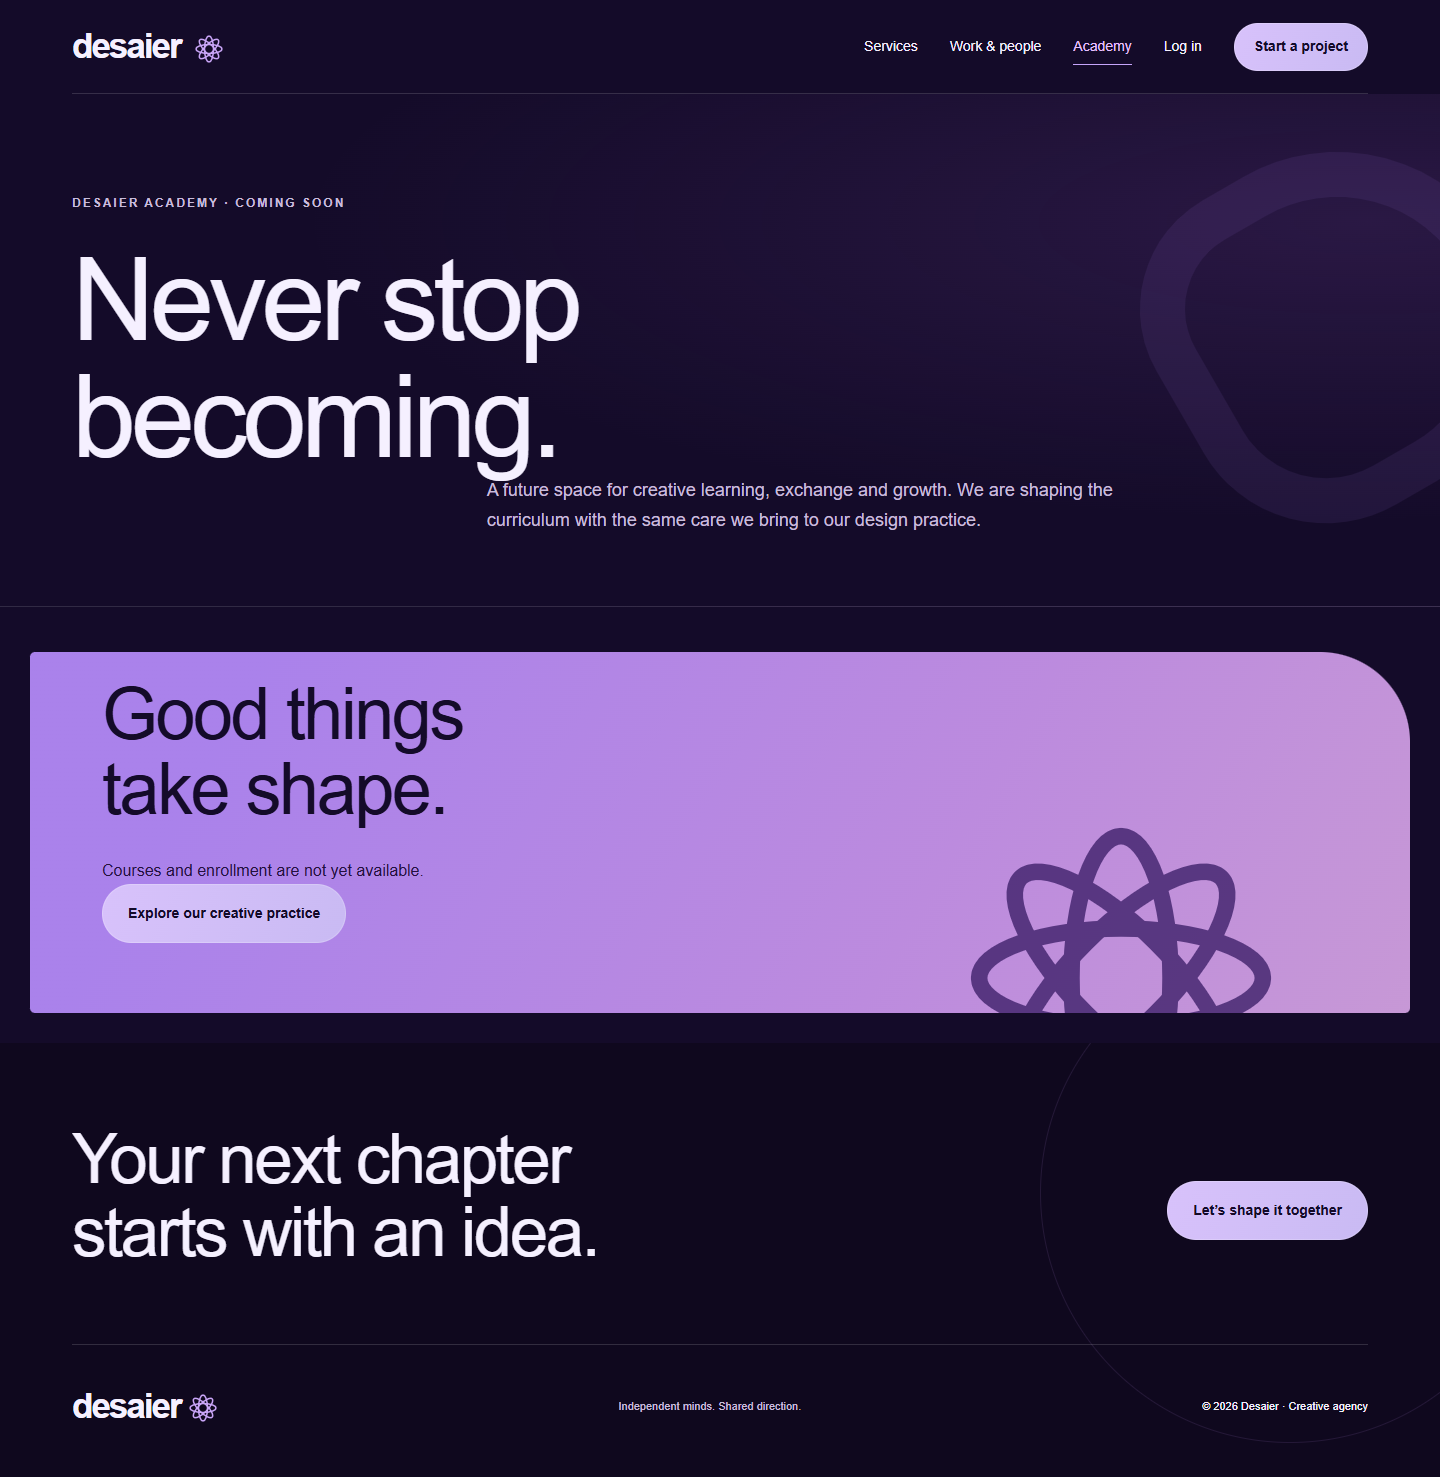 desaier
Services
Work & people
Academy
Log in
Start a project
DESAIER ACADEMY · COMING SOON
Never stop
becoming.
A future space for creative learning, exchange and growth. We are shaping the
curriculum with the same care we bring to our design practice.
Good things
take shape.
Courses and enrollment are not yet available.
Explore our creative practice
Your next chapter
starts with an idea.
Let’s shape it together
desaier
Independent minds. Shared direction.
© 2026 Desaier · Creative agency